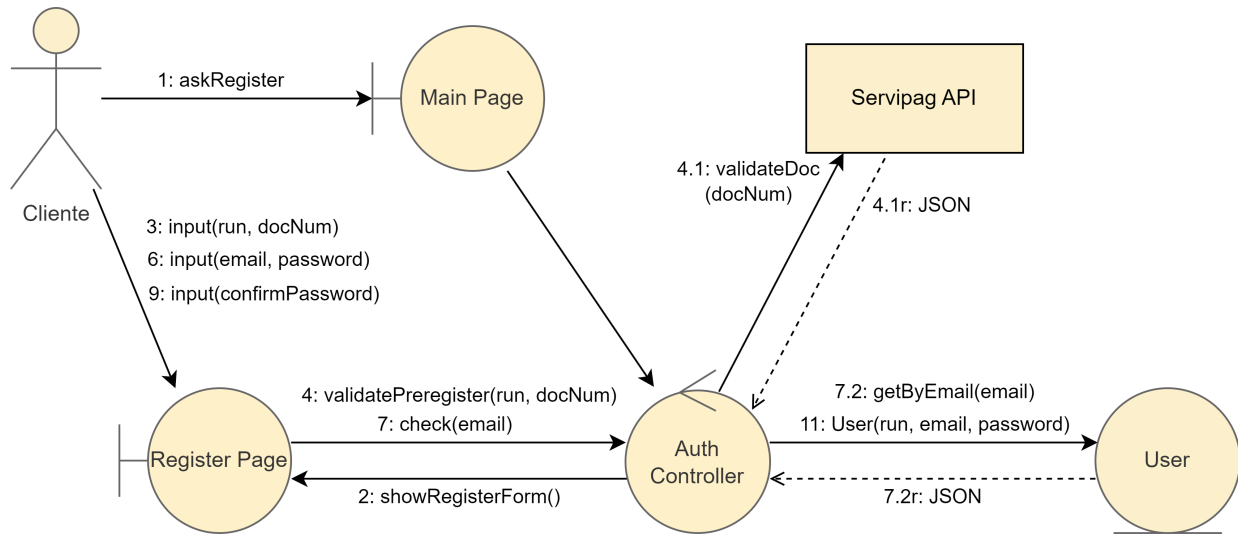 1: askRegister
Main Page
Servipag API
4.1: validateDoc
(docNum)
4.1r: JSON
Cliente
3: input(run, docNum)
6: input(email, password)
9: input(confirmPassword)
4: validatePreregister(run, docNum)
7: check(email)
7.2: getByEmail(email)
11: User(run, email, password)
Register Page
Auth
Controller
User
2: showRegisterForm()
7.2r: JSON